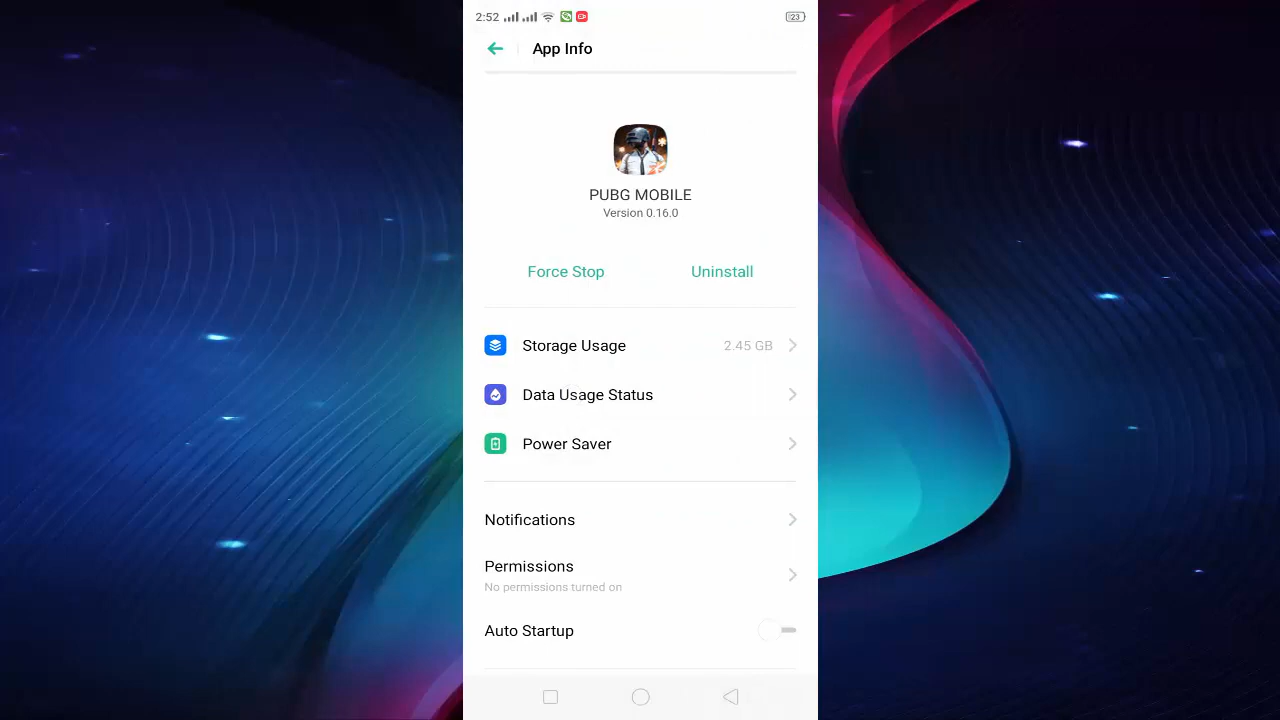 2:52
23
App Info
PUBG MOBILE
Version 0.16.0
Force Stop
Uninstall
Storage Usage
2.45 GB
Data Usage Status
Power Saver
Notifications
Permissions
No permissions turned on
Auto Startup